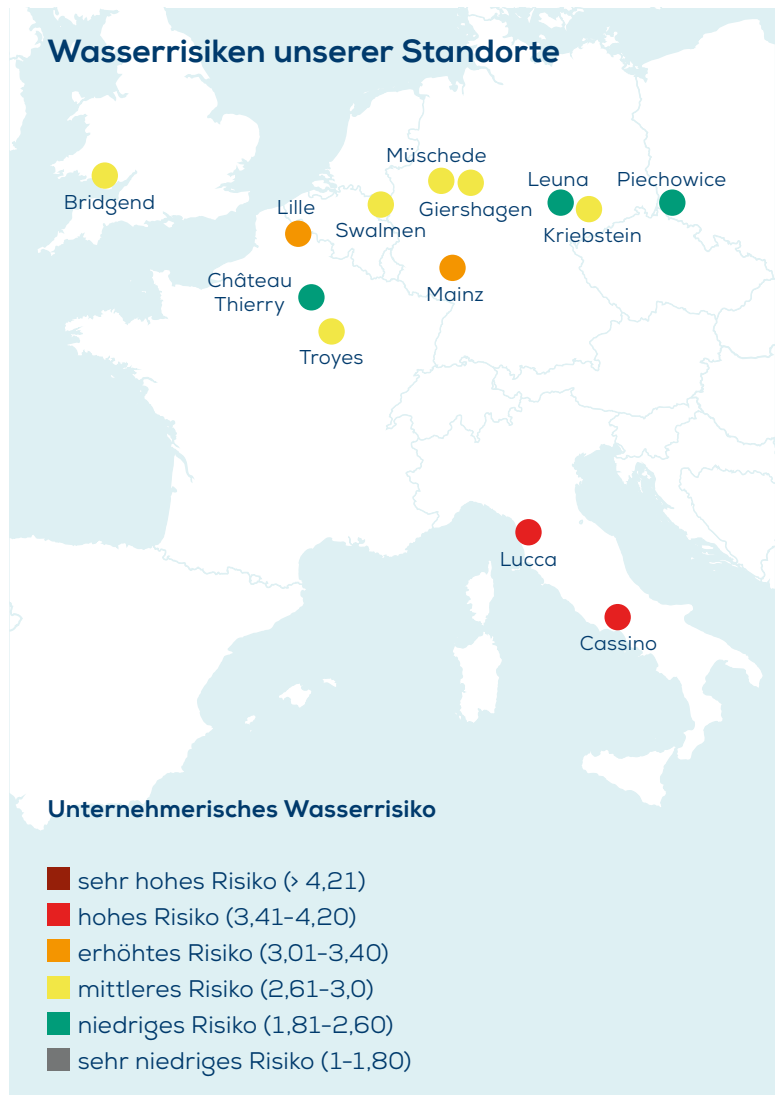 Wasserrisiken unserer Standorte
Müschede
Leuna
Piechowice
Bridgend
Lille
Giershagen
Swalmen
Kriebstein
Château
Thierry
Mainz
Troyes
Lucca
Cassino
Unternehmerisches Wasserrisiko
sehr hohes Risiko (> 4,21)
hohes Risiko (3,41-4,20)
erhöhtes Risiko (3,01-3,40)
mittleres Risiko (2,61-3,0)
niedriges Risiko (1,81-2,60)
sehr niedriges Risiko (1-1,80)